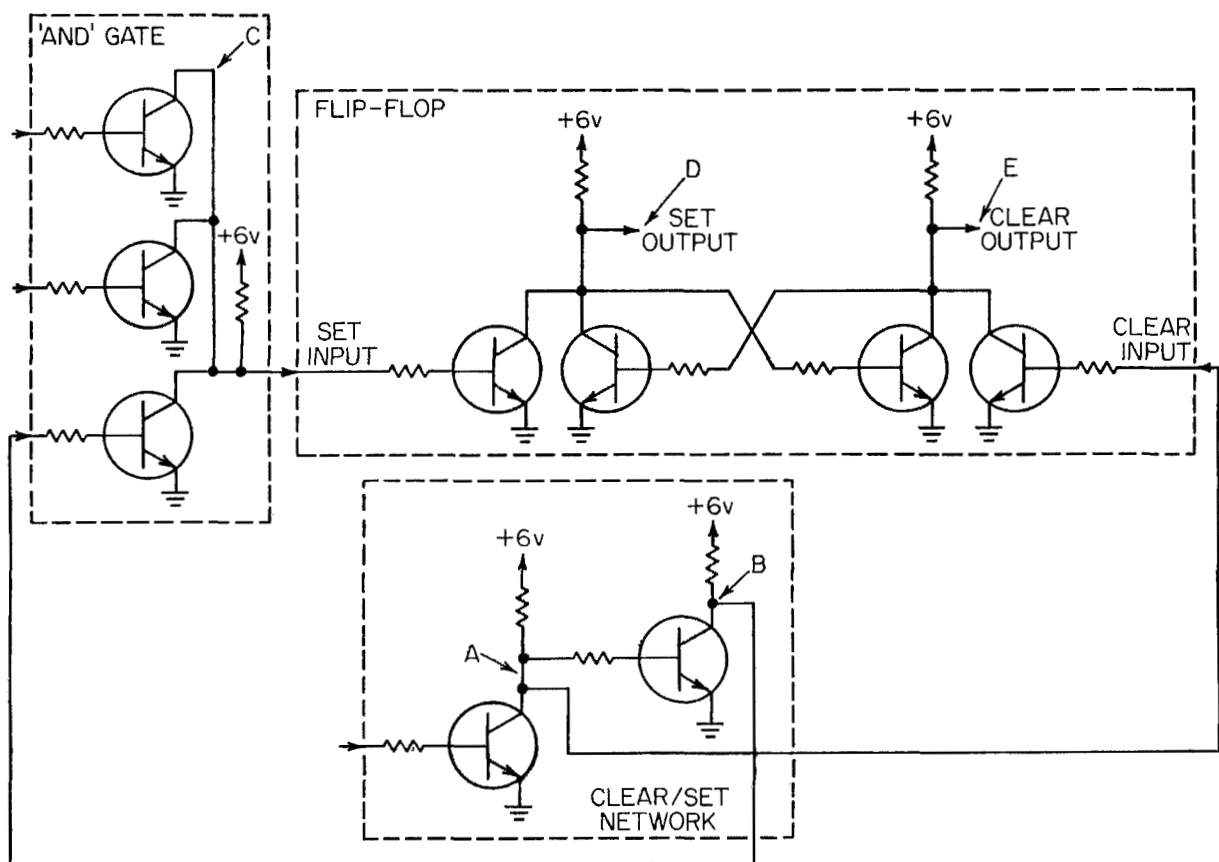 'AND' GATE
C
FLIP-FLOP
+6v
+6v
D
E
SET
OUTPUT
CLEAR
OUTPUT
+6v
SET
INPUT
CLEAR
INPUT
+6v
+6v
B
A
CLEAR/SET
NETWORK